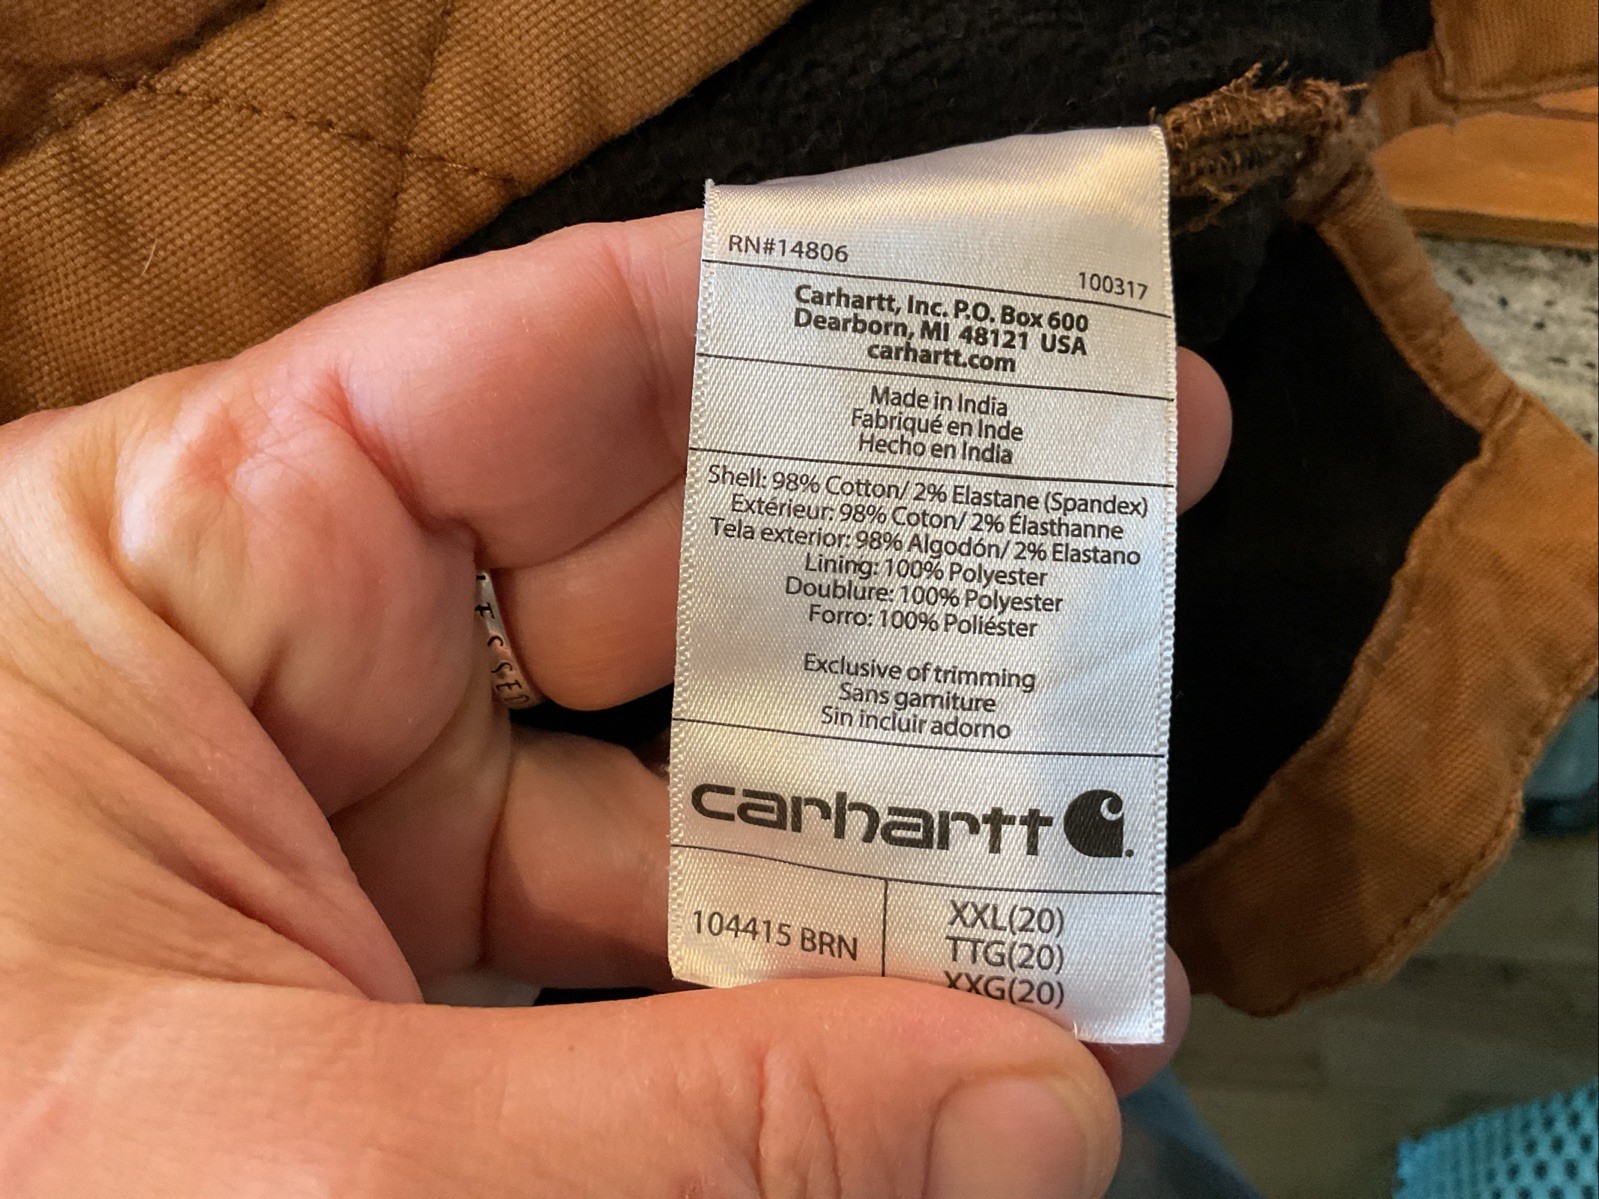 RN#14806
100317
Carhartt, Inc. P.O. Box 600
Dearborn, MI 48121 USA
carhartt.com
Made in India
Fabriqué en Inde
Hecho en India
Shell: 98% Cotton/ 2% Elastane (Spandex)
Extérieur: 98% Coton/ 2% Élasthanne
Tela exterior: 98% Algodón/ 2% Elastano
Lining: 100% Polyester
Doublure: 100% Polyester
Forro: 100% Poliéster
Exclusive of trimming
Sans garniture
Sin incluir adorno
carhartt
104415 BRN
XXL(20)
TTG(20)
XXG(20)